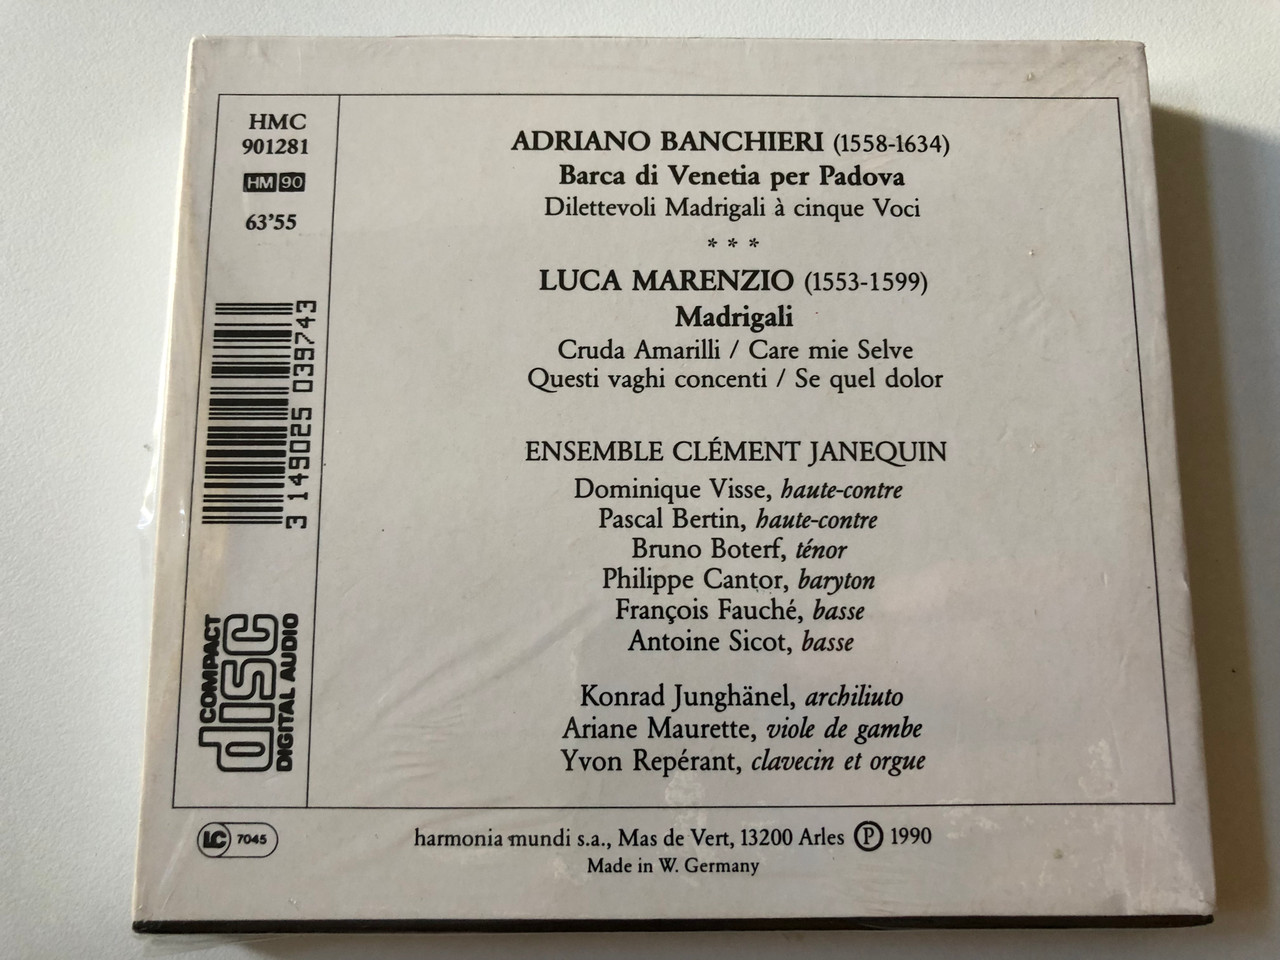 HMC
901281
HM 90
63'55
3 149025 039743
COMPACT
disc
DIGITAL AUDIO
ADRIANO BANCHIERI (1558-1634)
Barca di Venetia per Padova
Dilettevoli Madrigali à cinque Voci
* * *
LUCA MARENZIO (1553-1599)
Madrigali
Cruda Amarilli / Care mie Selve
Questi vaghi concenti / Se quel dolor
ENSEMBLE CLÉMENT JANEQUIN
Dominique Visse, haute-contre
Pascal Bertin, haute-contre
Bruno Boterf, ténor
Philippe Cantor, baryton
François Fauché, basse
Antoine Sicot, basse
Konrad Junghänel, archiliuto
Ariane Maurette, viole de gambe
Yvon Repérant, clavecin et orgue
LC 7045
harmonia mundi s.a., Mas de Vert, 13200 Arles Ⓟ 1990
Made in W. Germany